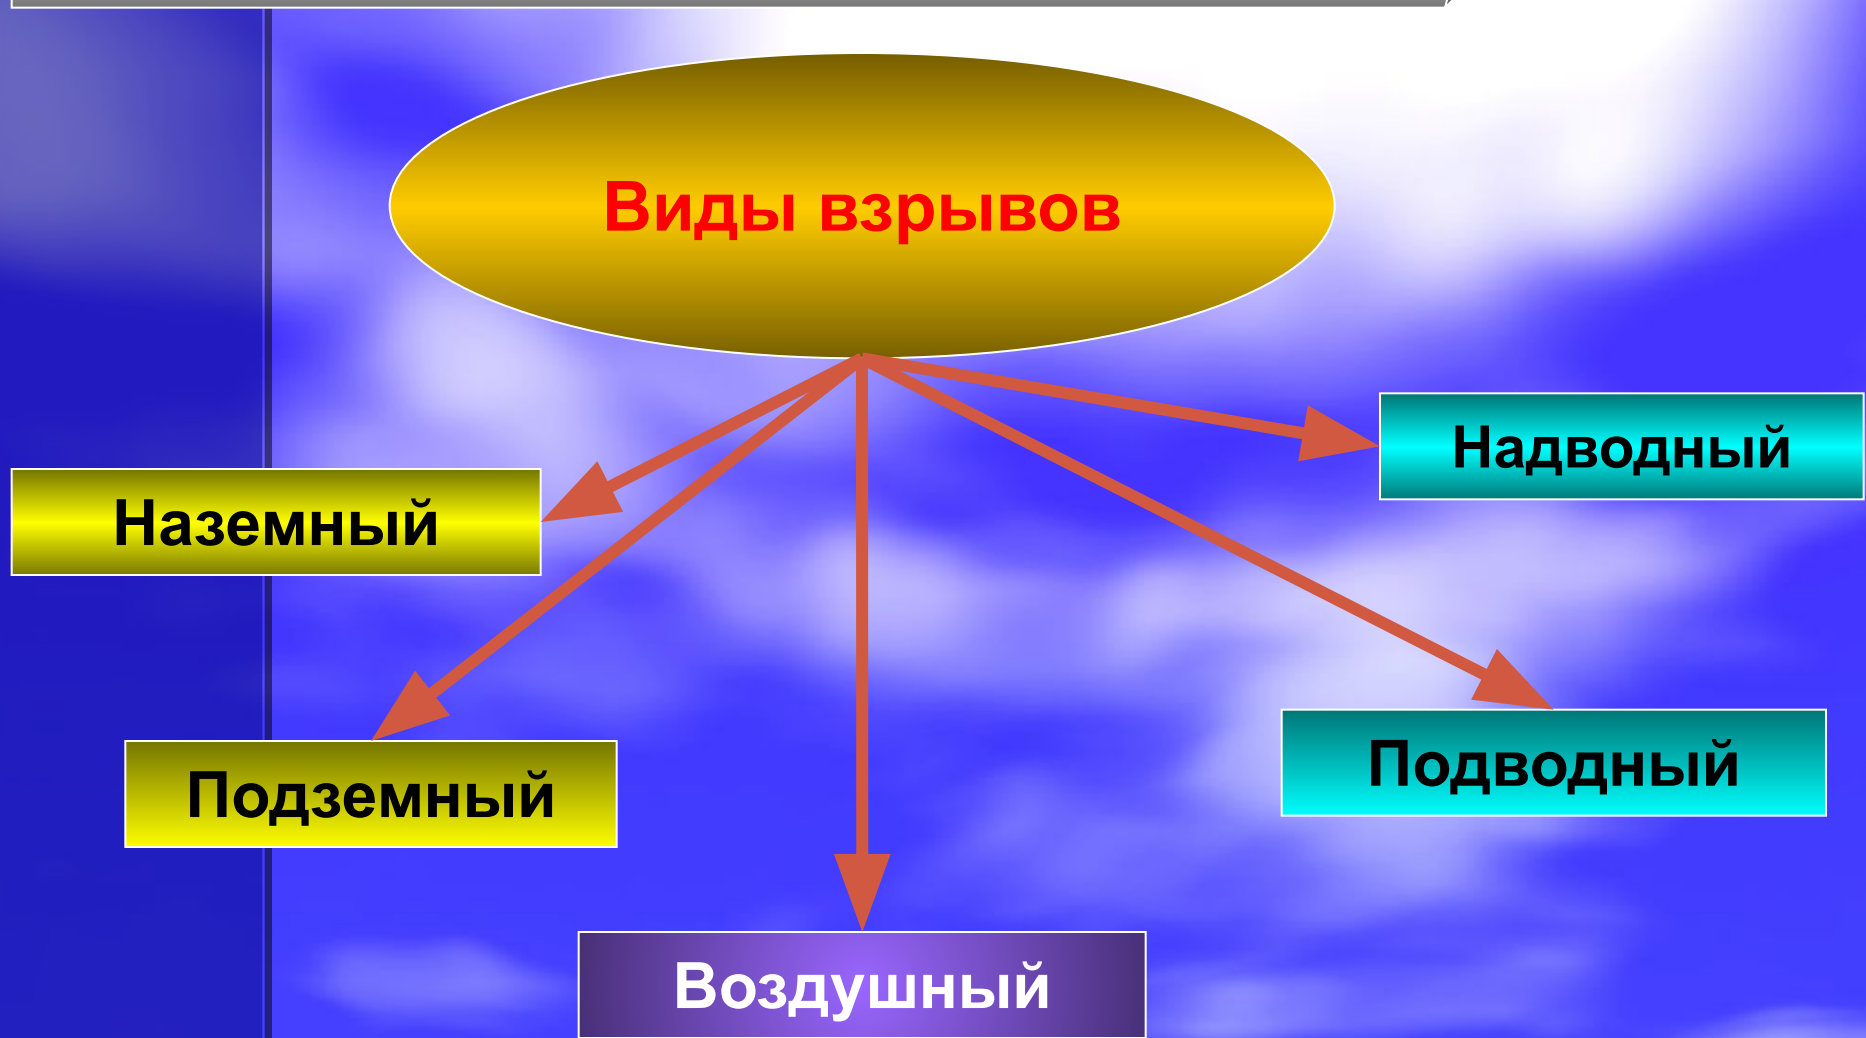 Виды взрывов
Надводный
Наземный
Подводный
Подземный
Воздушный